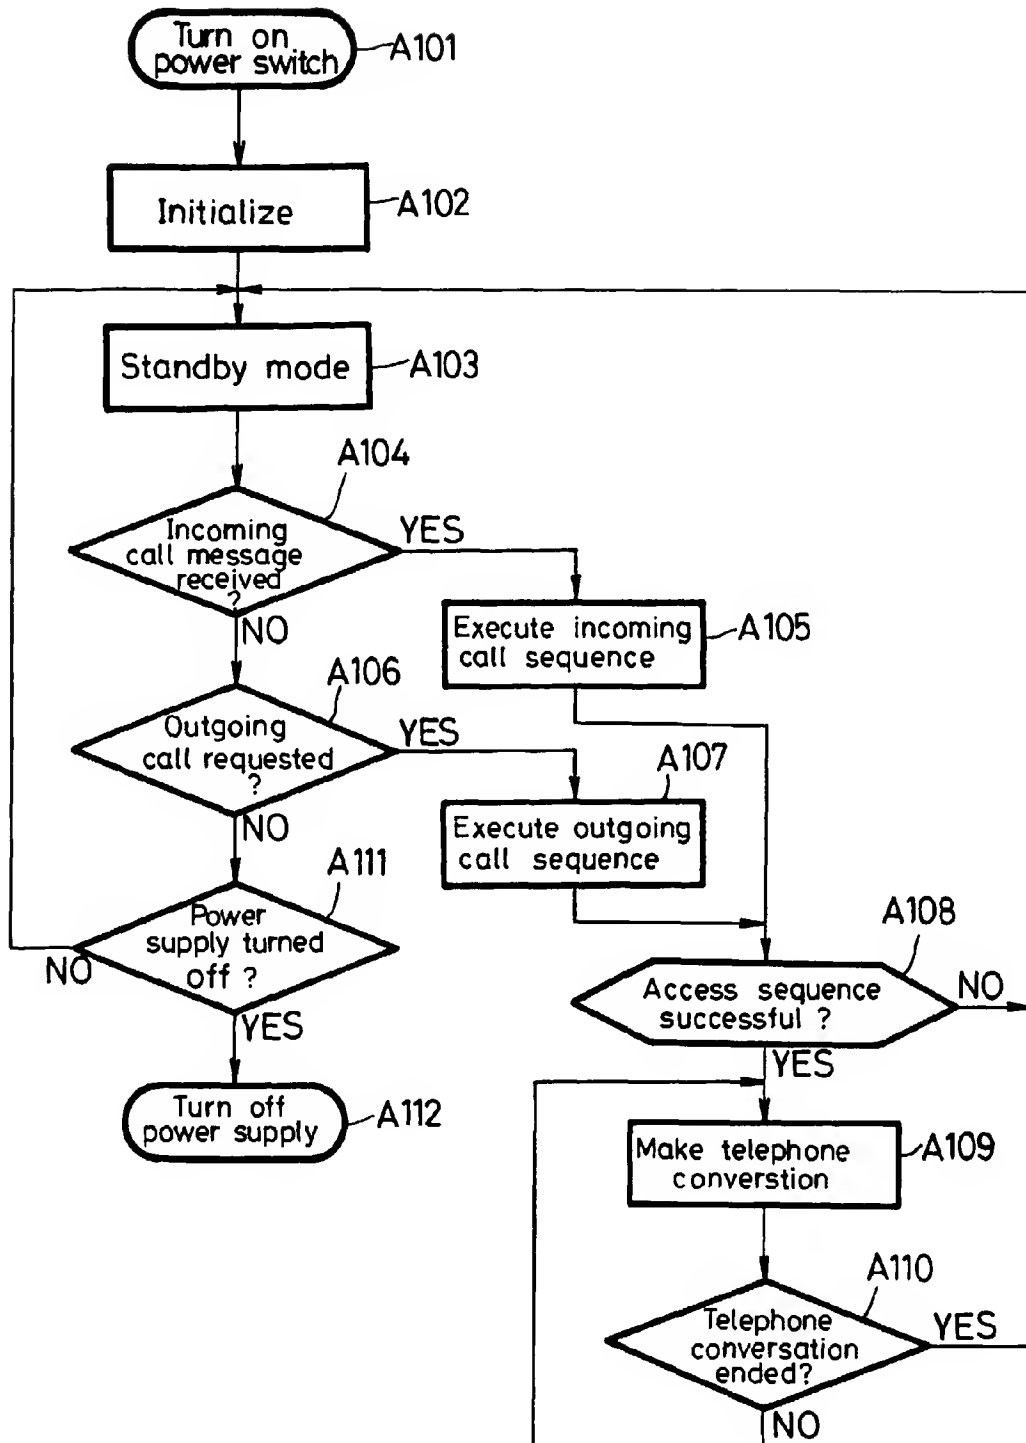 Turn on
power switch
A101
Initialize
A102
Standby mode
A103
A104
Incoming
call message
received
?
YES
NO
Execute incoming
call sequence
A105
A106
Outgoing
call requested
?
YES
NO
A107
Execute outgoing
call sequence
A111
Power
supply turned
off ?
NO
YES
A108
Access sequence
successful ?
NO
YES
Turn off
power supply
A112
Make telephone
converstion
A109
A110
Telephone
conversation
ended?
YES
NO